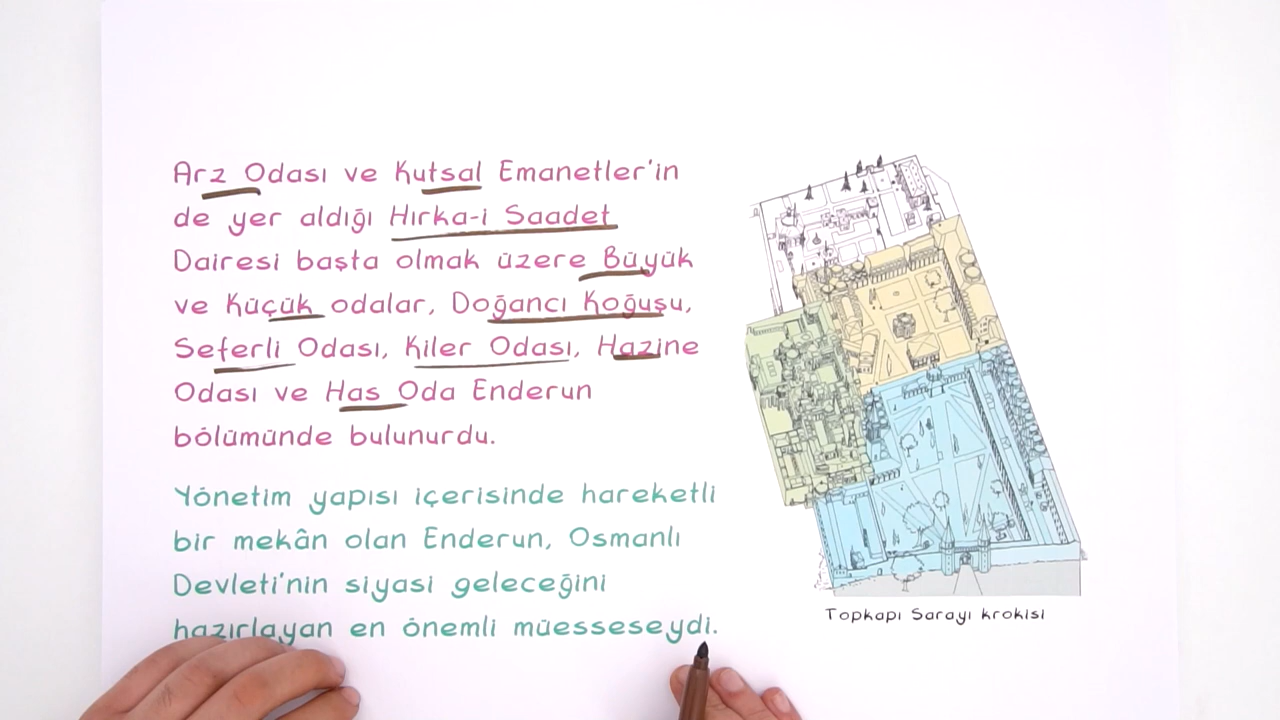 Arz Odası ve Kutsal Emanetler'in
de yer aldığı Hırka-i Saadet
Dairesi başta olmak üzere Büyük
ve Küçük odalar, Doğancı Koğuşu,
Seferli Odası, Kiler Odası, Hazine
Odası ve Has Oda Enderun
bölümünde bulunurdu.
Yönetim yapısı içerisinde hareketli
bir mekân olan Enderun, Osmanlı
Devleti'nin siyasi geleceğini
hazırlayan en önemli müesseseydi.
Topkapı Sarayı krokisi